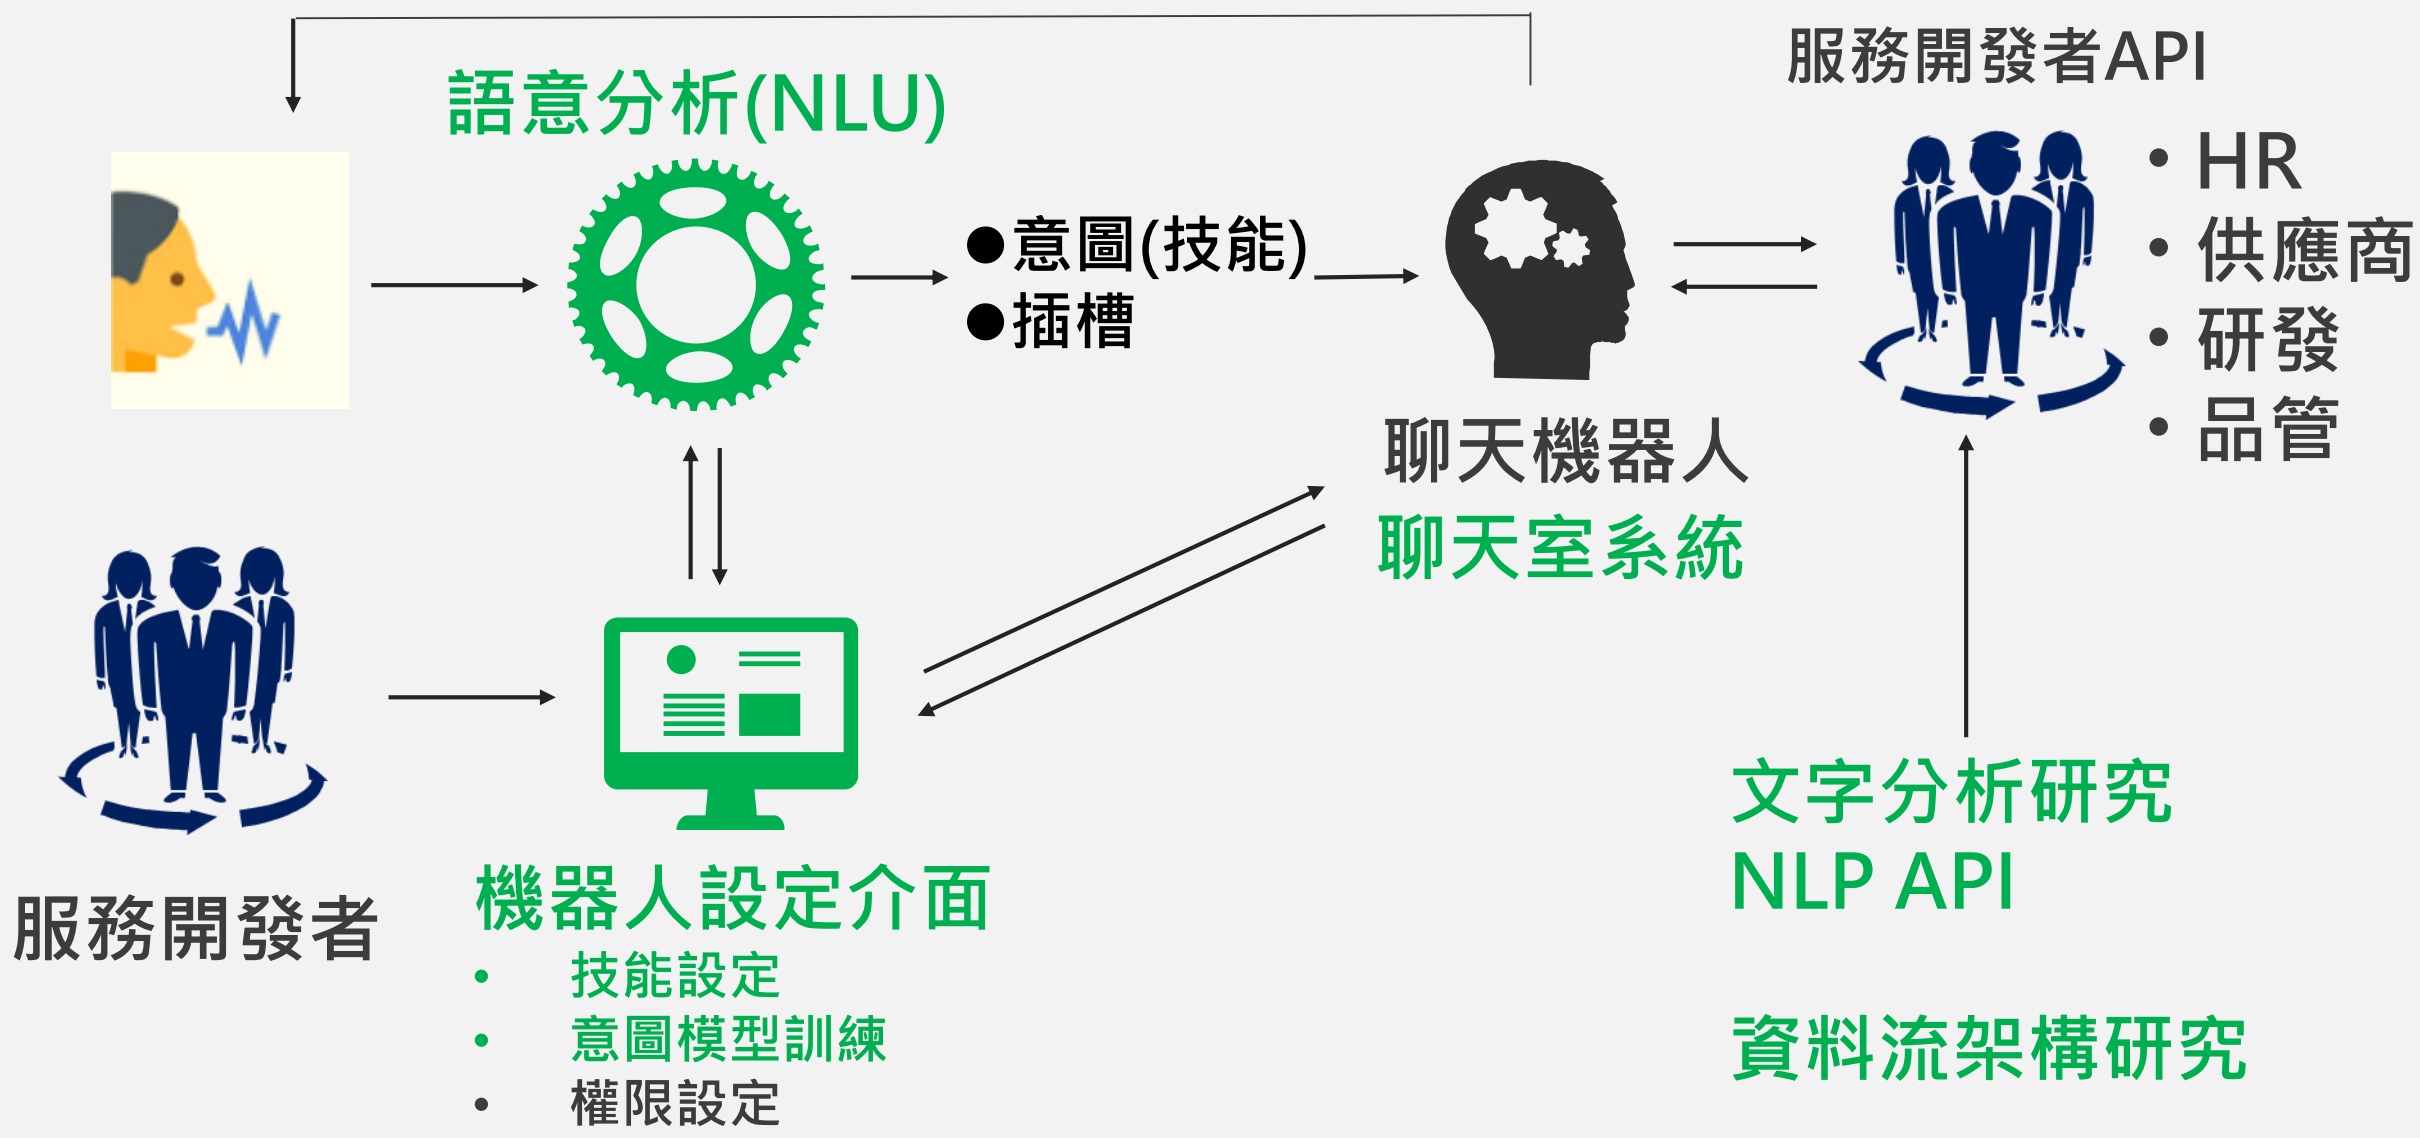 服務開發者API
語意分析(NLU)
• HR
• 供應商
• 研發
• 品管
●意圖(技能)
●插槽
聊天機器人
聊天室系統
服務開發者
機器人設定介面
• 技能設定
• 意圖模型訓練
• 權限設定
文字分析研究
NLP API
資料流架構研究